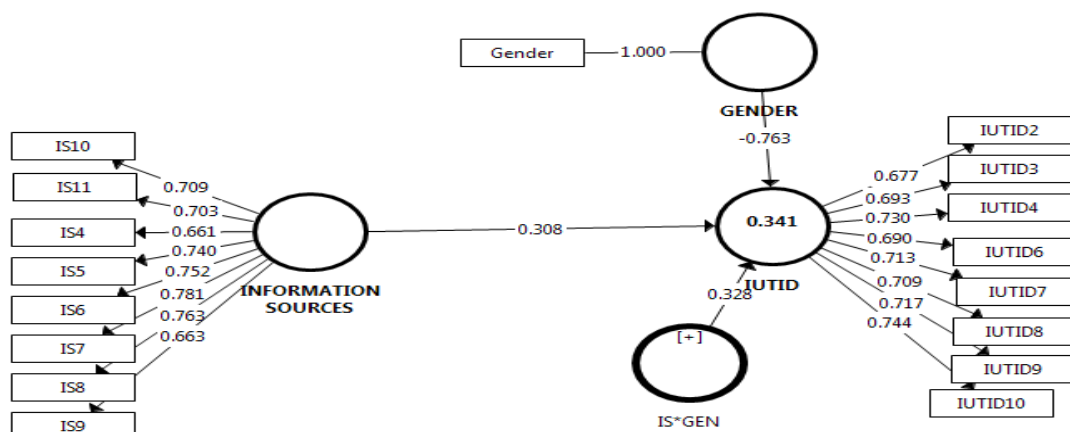 Gender
1.000
GENDER
-0.763
IS10
IS11
IS4
IS5
IS6
IS7
IS8
IS9
0.709
0.703
0.661
0.740
0.752
0.781
0.763
0.663
INFORMATION
SOURCES
0.308
0.341
IUTID
0.328
[+]
IS*GEN
0.677
0.693
0.730
0.690
0.713
0.709
0.717
0.744
IUTID2
IUTID3
IUTID4
IUTID6
IUTID7
IUTID8
IUTID9
IUTID10